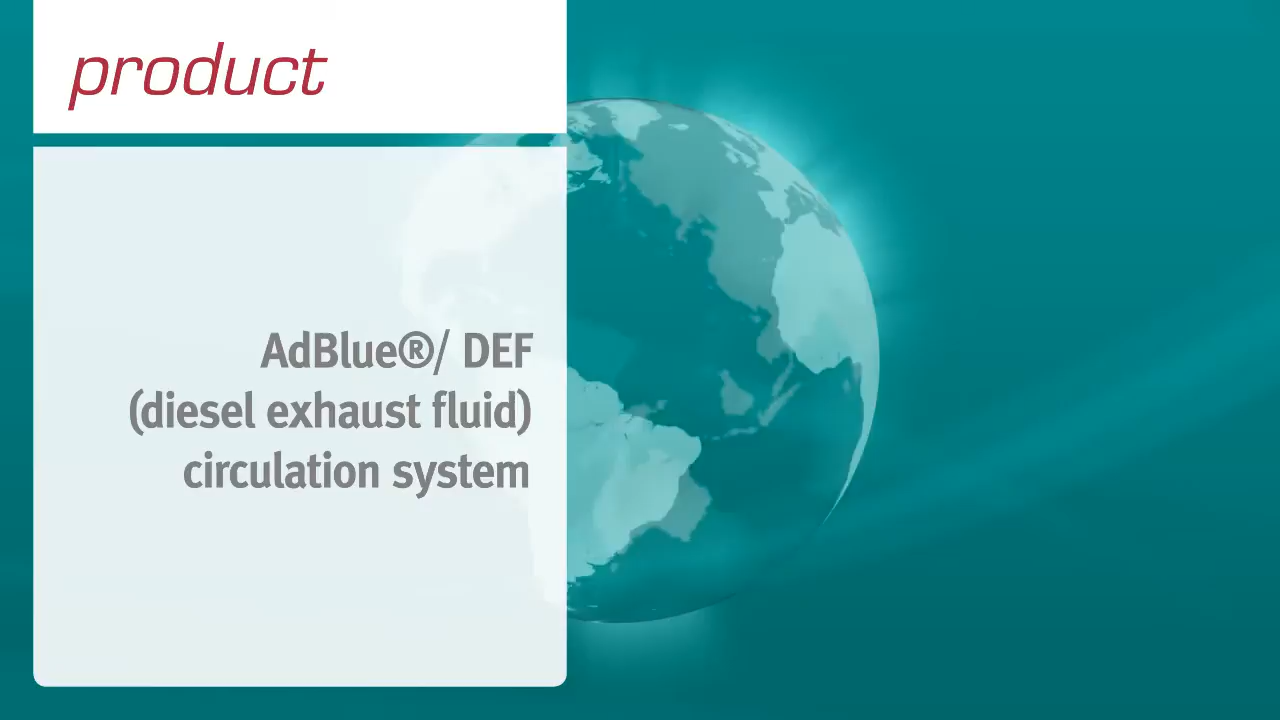 product
AdBlue®/ DEF
(diesel exhaust fluid)
circulation system